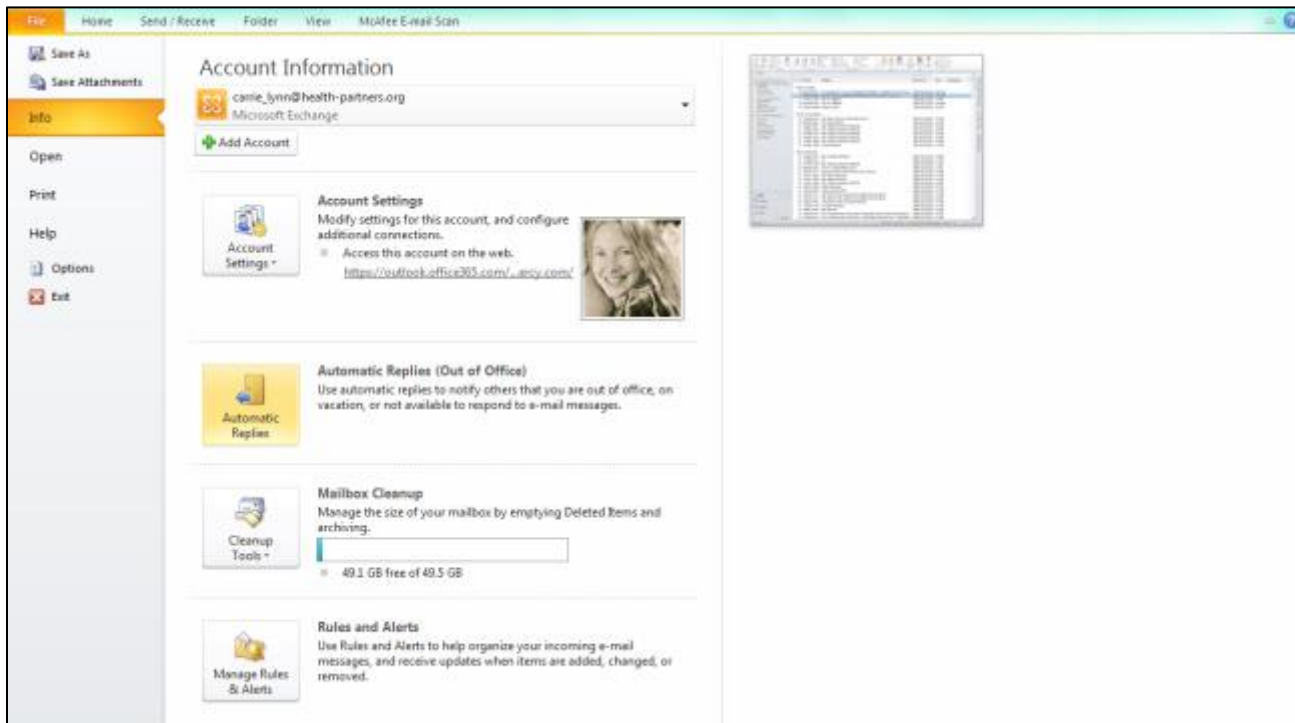 File Home Send / Receive Folder View McAfee E-mail Scan
Save As
Save Attachments
Info
Open
Print
Help
Options
Exit
Account Information
carrie_lynn@health-partners.org
Microsoft Exchange
Add Account
Account Settings
Account Settings
Modify settings for this account, and configure
additional connections.
Access this account on the web.
https://outlook.office365.com/...arcy.com/
Automatic Replies
Automatic Replies (Out of Office)
Use automatic replies to notify others that you are out of office, on
vacation, or not available to respond to e-mail messages.
Cleanup Tools
Mailbox Cleanup
Manage the size of your mailbox by emptying Deleted Items and
archiving.
49.1 GB free of 49.5 GB
Manage Rules & Alerts
Rules and Alerts
Use Rules and Alerts to help organize your incoming e-mail
messages, and receive updates when items are added, changed, or
removed.